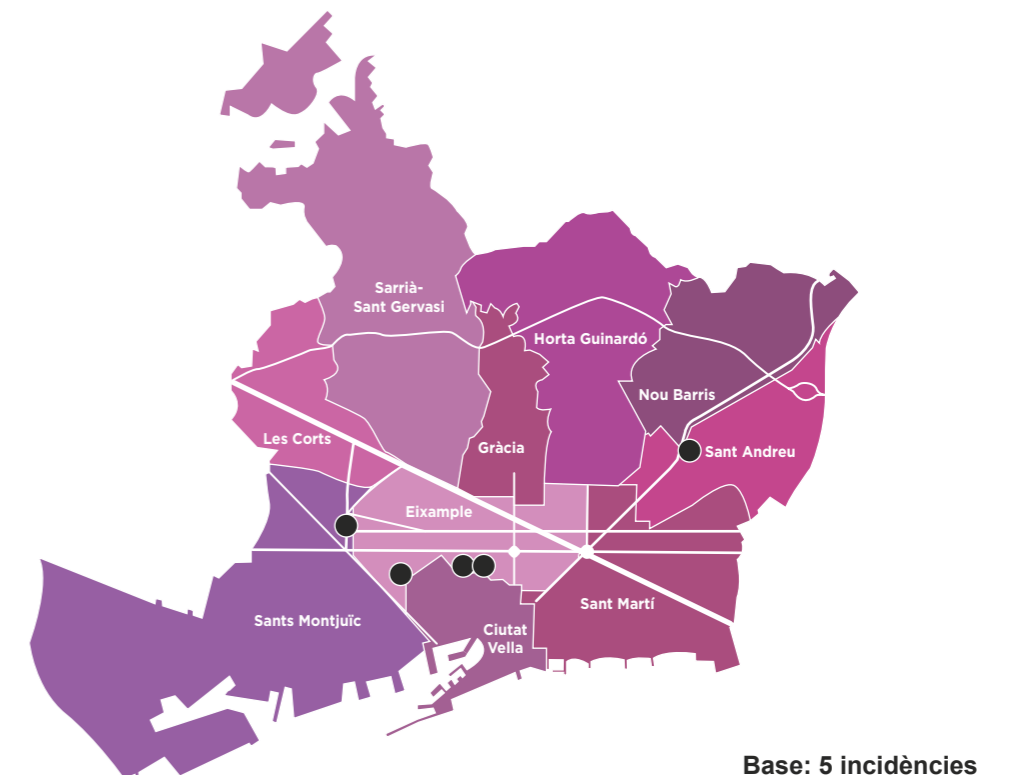 Sarrià-
Sant Gervasi
Horta Guinardó
Nou Barris
Les Corts
Gràcia
Sant Andreu
Eixample
Sants Montjuïc
Sant Martí
Ciutat
Vella
Base: 5 incidències